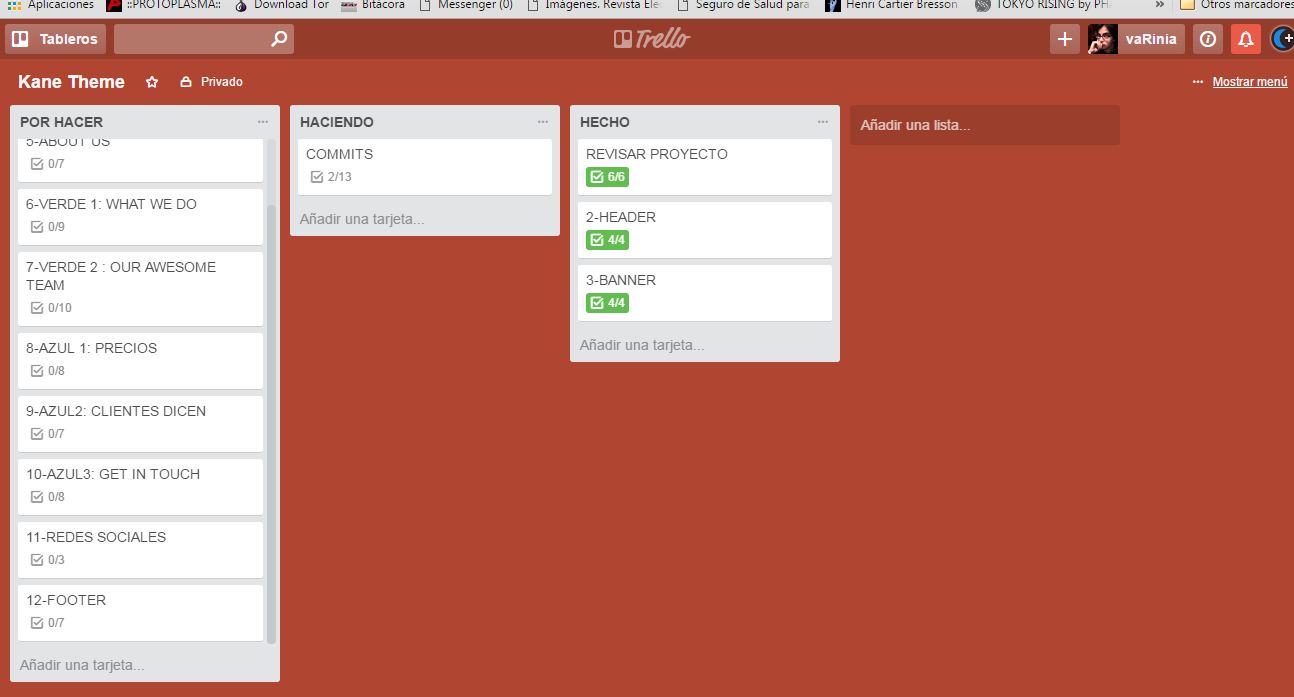 Aplicaciones ::PROTOPLASMA:: Download Tor Bitácora Messenger (0) Imágenes. Revista Ele Seguro de Salud para Henri Cartier Bresson TOKYO RISING by PHA » Otros marcadores
Tableros Trello vaRinia
Kane Theme Privado ... Mostrar menú
POR HACER ...
5-ABOUT US
0/7
6-VERDE 1: WHAT WE DO
0/9
7-VERDE 2 : OUR AWESOME
TEAM
0/10
8-AZUL 1: PRECIOS
0/8
9-AZUL2: CLIENTES DICEN
0/7
10-AZUL3: GET IN TOUCH
0/8
11-REDES SOCIALES
0/3
12-FOOTER
0/7
Añadir una tarjeta...
HACIENDO ...
COMMITS
2/13
Añadir una tarjeta...
HECHO ...
REVISAR PROYECTO
6/6
2-HEADER
4/4
3-BANNER
4/4
Añadir una tarjeta...
Añadir una lista...